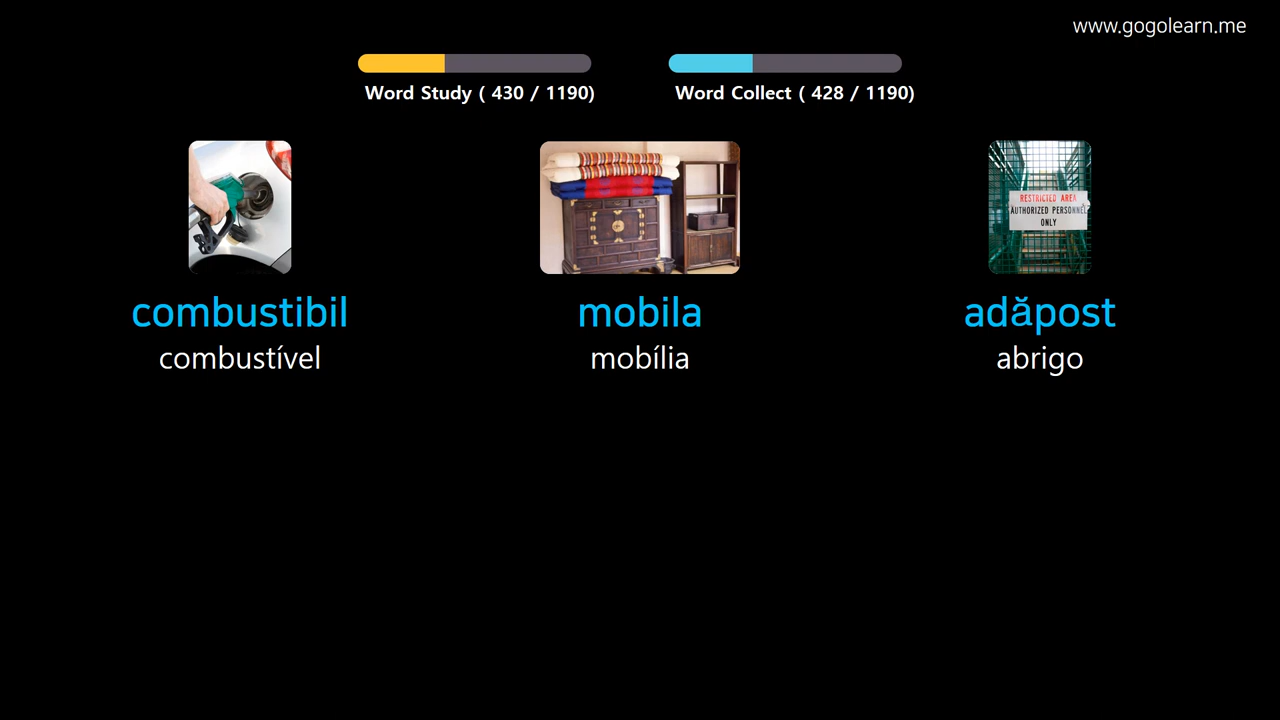 www.gogolearn.me
Word Study ( 430 / 1190)
Word Collect ( 428 / 1190)
RESTRICTED AREA
AUTHORIZED PERSONNEL
ONLY
combustibil
mobila
adăpost
combustível
mobília
abrigo